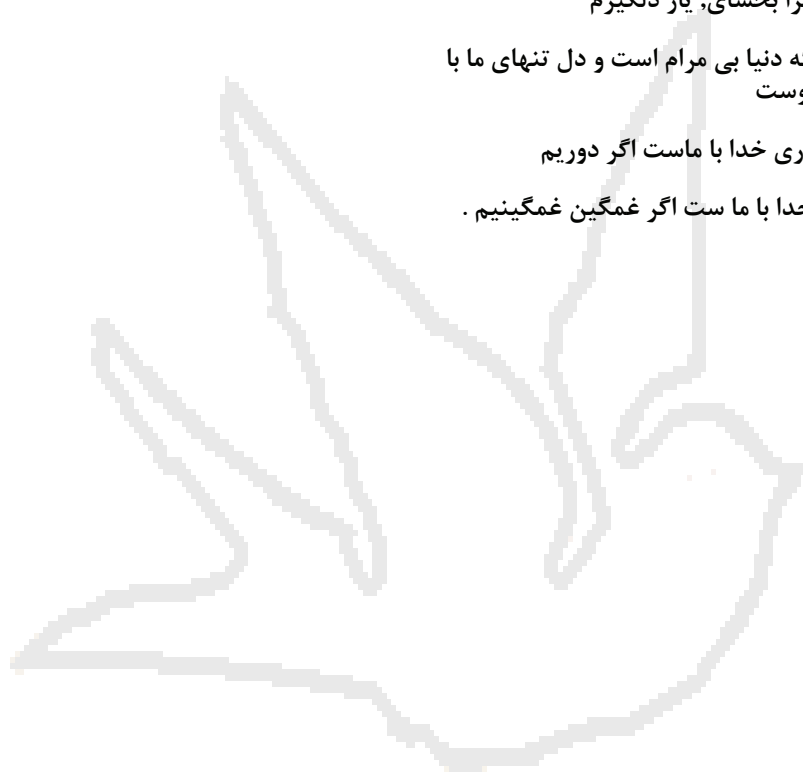 بخشای, یار دلگیرم
دنیا بی مرام است و دل تنهای ما با
وست
ری خدا با ماست اگر دوریم
خدا با ما ست اگر غمگین غمگینیم .